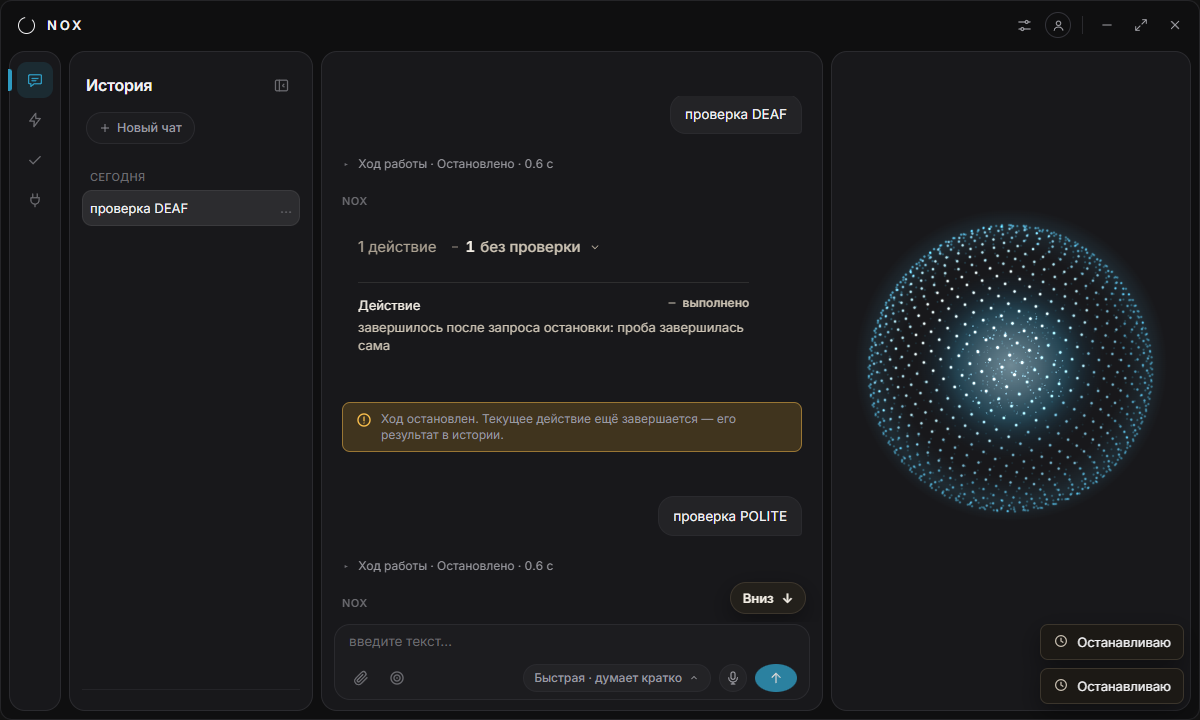 NOX
История
+ Новый чат
СЕГОДНЯ
проверка DEAF
...
проверка DEAF
Ход работы · Остановлено · 0.6 с
NOX
1 действие – 1 без проверки
Действие – выполнено
завершилось после запроса остановки: проба завершилась
сама
Ход остановлен. Текущее действие ещё завершается — его
результат в истории.
проверка POLITE
Ход работы · Остановлено · 0.6 с
NOX
Вниз ↓
введите текст...
Быстрая · думает кратко
Останавливаю
Останавливаю